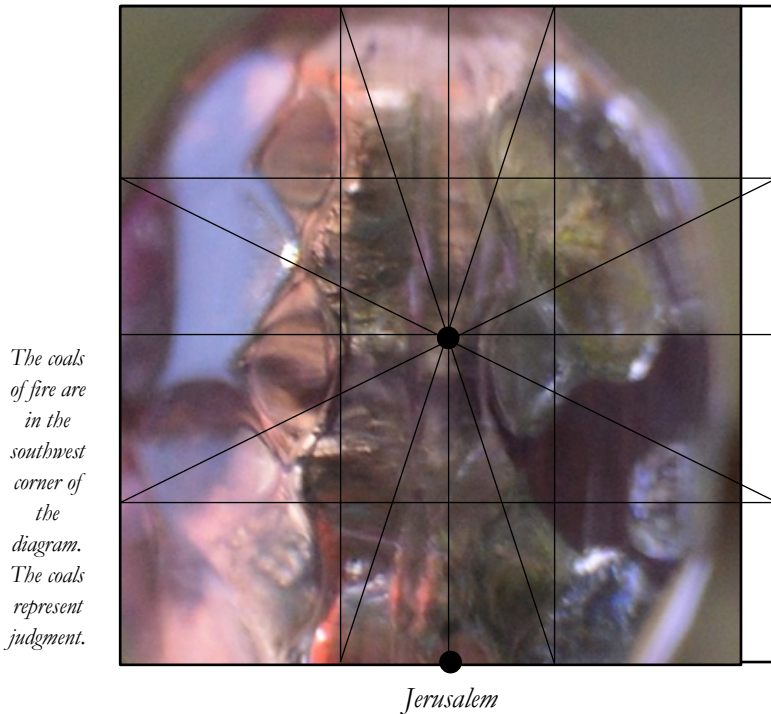 The coals
of fire are
in the
southwest
corner of
the
diagram.
The coals
represent
judgment.
Jerusalem